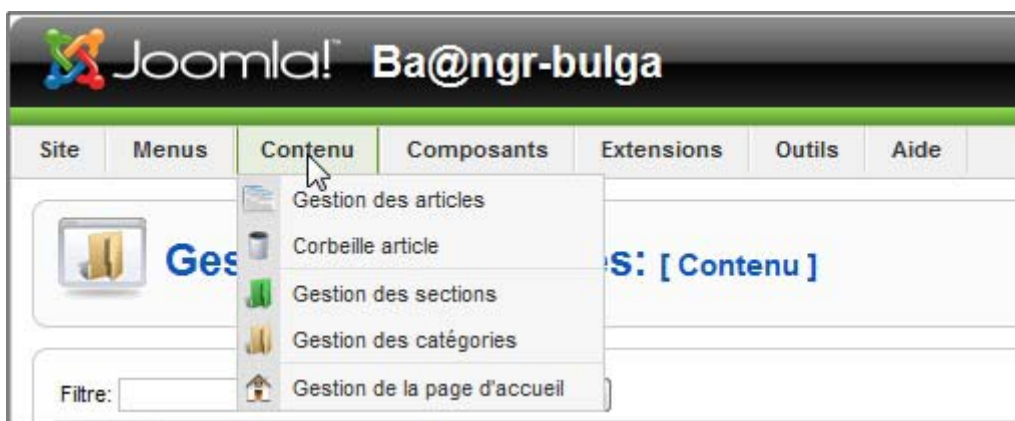 Joomla!™ Ba@ngr-bulga
Site Menus Contenu Composants Extensions Outils Aide
Gestion des articles
Corbeille article
Ges s: [ Contenu ]
Gestion des sections
Gestion des catégories
Filtre:
Gestion de la page d'accueil